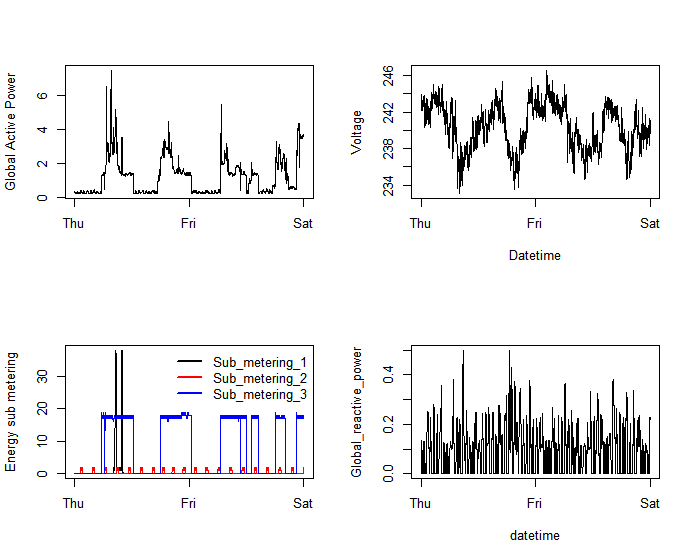 Global Active Power
0 2 4 6
Thu Fri Sat
Voltage
234 238 242 246
Thu Fri Sat
Datetime
Energy sub metering
0 10 20 30
Sub_metering_1
Sub_metering_2
Sub_metering_3
Thu Fri Sat
Global_reactive_power
0.0 0.2 0.4
Thu Fri Sat
datetime